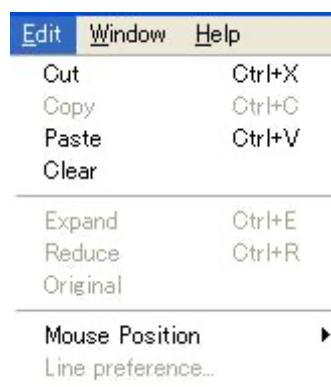 Edit Window Help
Cut Ctrl+X
Copy Ctrl+C
Paste Ctrl+V
Clear
Expand Ctrl+E
Reduce Ctrl+R
Original
Mouse Position
Line preference...